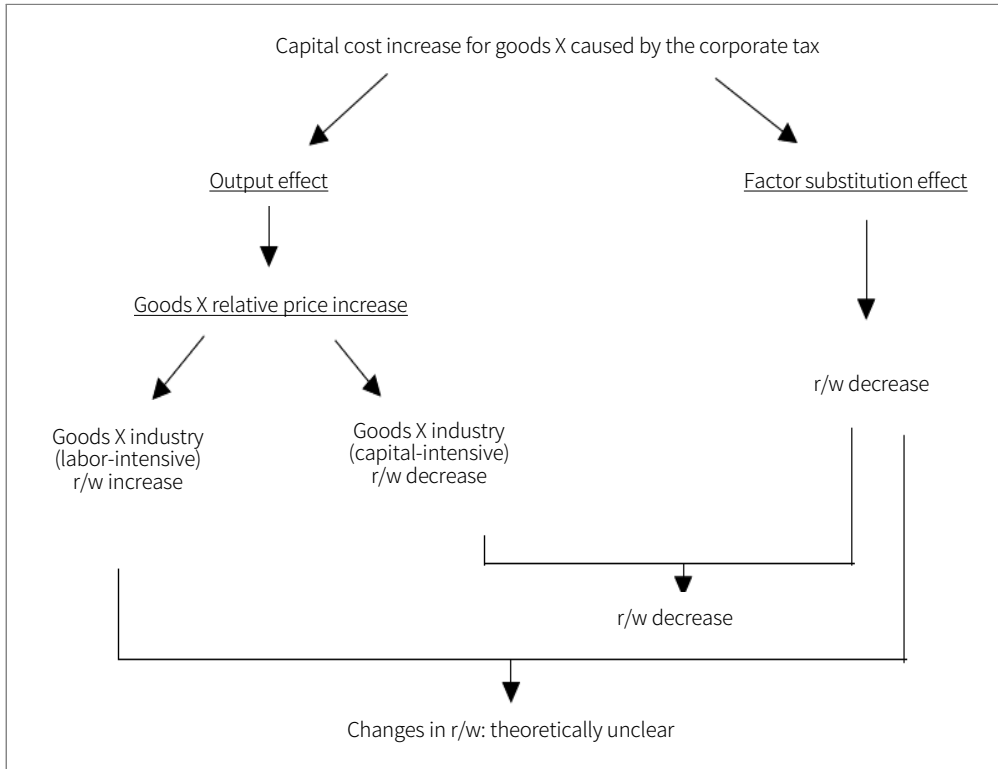 Capital cost increase for goods X caused by the corporate tax
Output effect
Factor substitution effect
Goods X relative price increase
r/w decrease
Goods X industry
(labor-intensive)
r/w increase
Goods X industry
(capital-intensive)
r/w decrease
r/w decrease
Changes in r/w: theoretically unclear